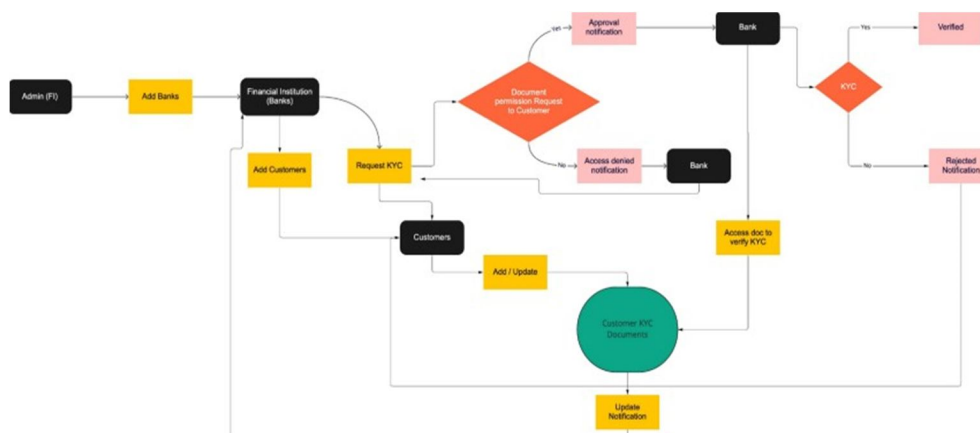 Yes
Approval
notification
Bank
Yes
Verified
Admin (FI)
Add Banks
Financial Institution
(Banks)
Document
permission Request
to Customer
KYC
Add Customers
Request KYC
No
Access denied
notification
Bank
No
Rejected
Notification
Customers
Access doc to
verify KYC
Add / Update
Customer KYC
Documents
Update
Notification